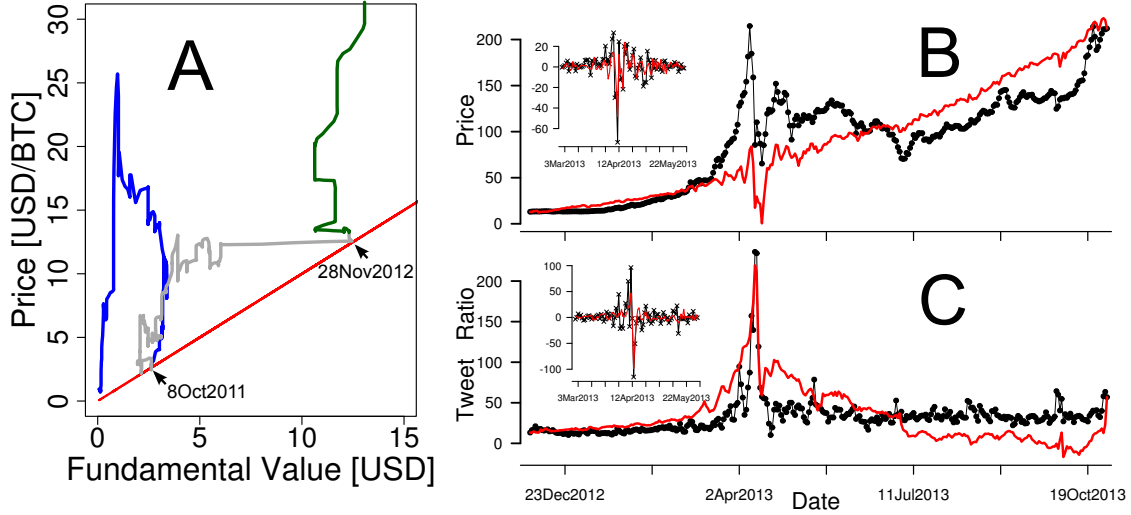 A
Price [USD/BTC]
0 5 10 15 20 25 30
28Nov2012
8Oct2011
0 5 10 15
Fundamental Value [USD]
B
Price
0 50 100 150 200
20
0
-20
-40
-60
3Mar2013 12Apr2013 22May2013
C
Tweet Ratio
0 50 100 150 200
100
50
0
-50
-100
3Mar2013 12Apr2013 22May2013
23Dec2012 2Apr2013 11Jul2013 19Oct2013
Date